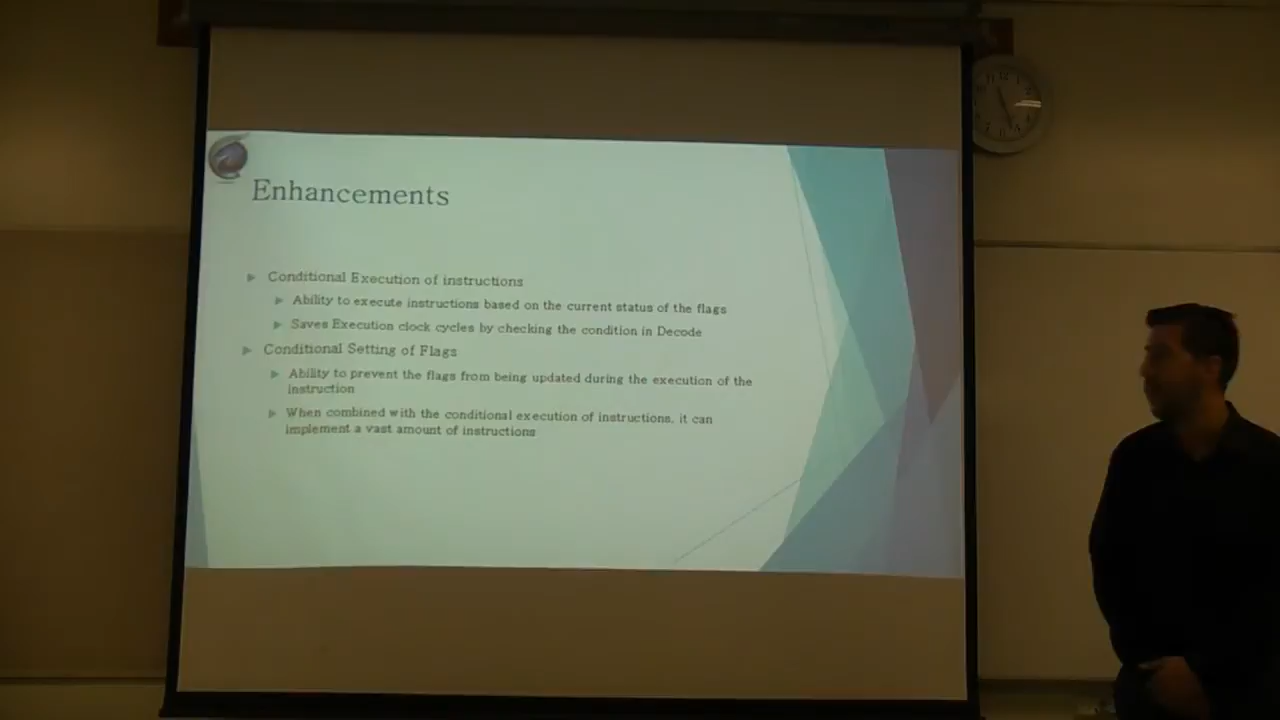 Enhancements
Conditional Execution of instructions
Ability to execute instructions based on the current status of the flags
Saves Execution clock cycles by checking the condition in Decode
Conditional Setting of Flags
Ability to prevent the flags from being updated during the execution of the
instruction
When combined with the conditional execution of instructions, it can
implement a vast amount of instructions